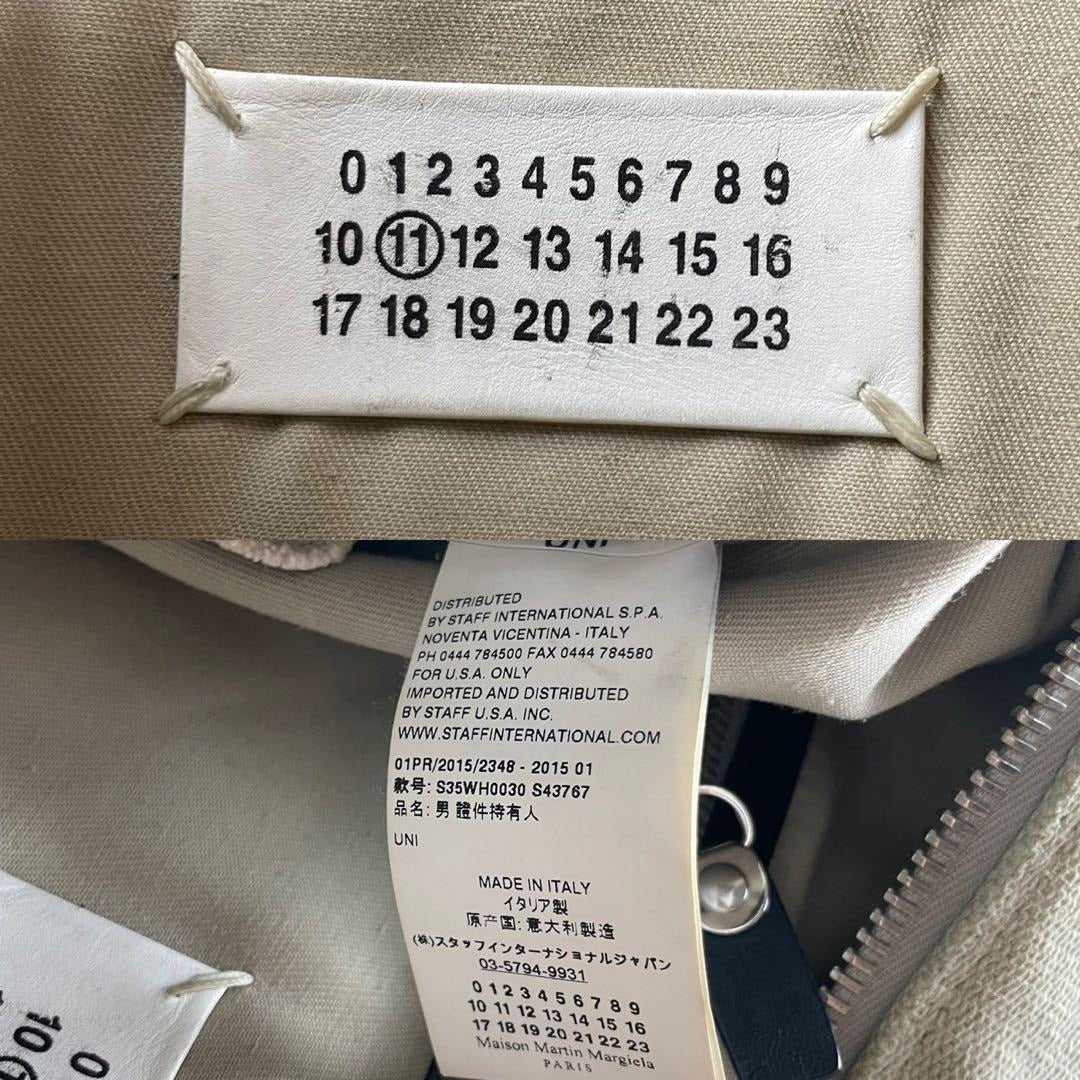 0 1 2 3 4 5 6 7 8 9
10 11 12 13 14 15 16
17 18 19 20 21 22 23
UNI
DISTRIBUTED
BY STAFF INTERNATIONAL S.P.A.
NOVENTA VICENTINA - ITALY
PH 0444 784500 FAX 0444 784580
FOR U.S.A. ONLY
IMPORTED AND DISTRIBUTED
BY STAFF U.S.A. INC.
WWW.STAFFINTERNATIONAL.COM
01PR/2015/2348 - 2015 01
款号: S35WH0030 S43767
品名: 男 證件持有人
UNI
MADE IN ITALY
イタリア製
原产国: 意大利製造
(株)スタッフインターナショナルジャパン
03-5794-9931
0 1 2 3 4 5 6 7 8 9
10 11 12 13 14 15 16
17 18 19 20 21 22 23
Maison Martin Margiela
PARIS
0
10